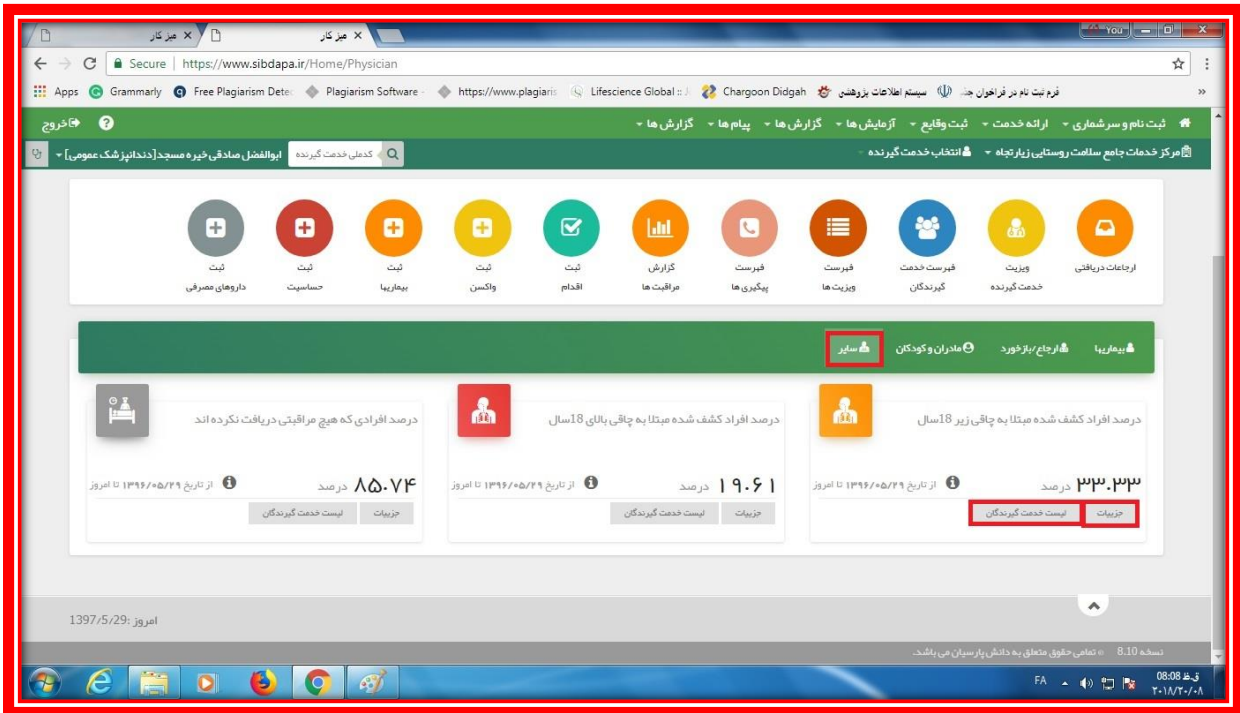 میز کار
میز کار
You
Secure | https://www.sibdapa.ir/Home/Physician
Apps Grammarly Free Plagiarism Detec Plagiarism Software - https://www.plagiaris Lifescience Global :: J Chargoon Didgah سیستم اطلاعات پژوهشی فرم ثبت نام در فراخوان جذ »
ثبت نام و سرشماری ارائه خدمت ثبت وقایع آزمایش ها گزارش ها پیام ها گزارش ها ? خروج
مرکز خدمات جامع سلامت روستایی زیارتجاه انتخاب خدمت گیرنده کدملی خدمت گیرنده ابوالفضل صادقی خیره مسجد[دندانپزشک عمومی]
ارجاعات دریافتی
ویزیت خدمت گیرنده
فهرست خدمت گیرندگان
فهرست ویزیت ها
فهرست پیگیری ها
گزارش مراقبت ها
ثبت اقدام
ثبت واکسن
ثبت بیماریها
ثبت حساسیت
ثبت داروهای مصرفی
بیماریها ارجاع/بازخورد مادران و کودکان سایر
درصد افراد کشف شده مبتلا به چاقی زیر 18سال
۳۳.۳۳ درصد از تاریخ ۱۳۹۶/۰۵/۲۹ تا امروز
جزییات لیست خدمت گیرندگان
درصد افراد کشف شده مبتلا به چاقی بالای 18سال
۱۹.۶۱ درصد از تاریخ ۱۳۹۶/۰۵/۲۹ تا امروز
جزییات لیست خدمت گیرندگان
درصد افرادی که هیچ مراقبتی دریافت نکرده اند
۸۵.۷۴ درصد از تاریخ ۱۳۹۶/۰۵/۲۹ تا امروز
جزییات لیست خدمت گیرندگان
امروز :1397/5/29
نسخه 8.10 © تمامی حقوق متعلق به دانش پارسیان می باشد.
FA
08:08 ق.ظ